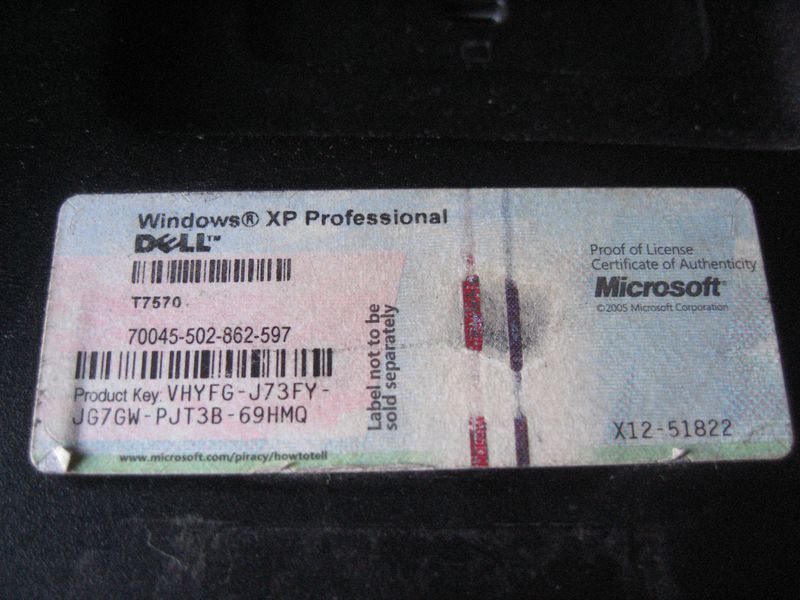 Windows® XP Professional
DELL™
T7570
70045-502-862-597
Product Key: VHYFG-J73FY-
JG7GW-PJT3B-69HMQ
www.microsoft.com/piracy/howtotell
Label not to be
sold separately
Proof of License
Certificate of Authenticity
Microsoft®
©2005 Microsoft Corporation
X12-51822